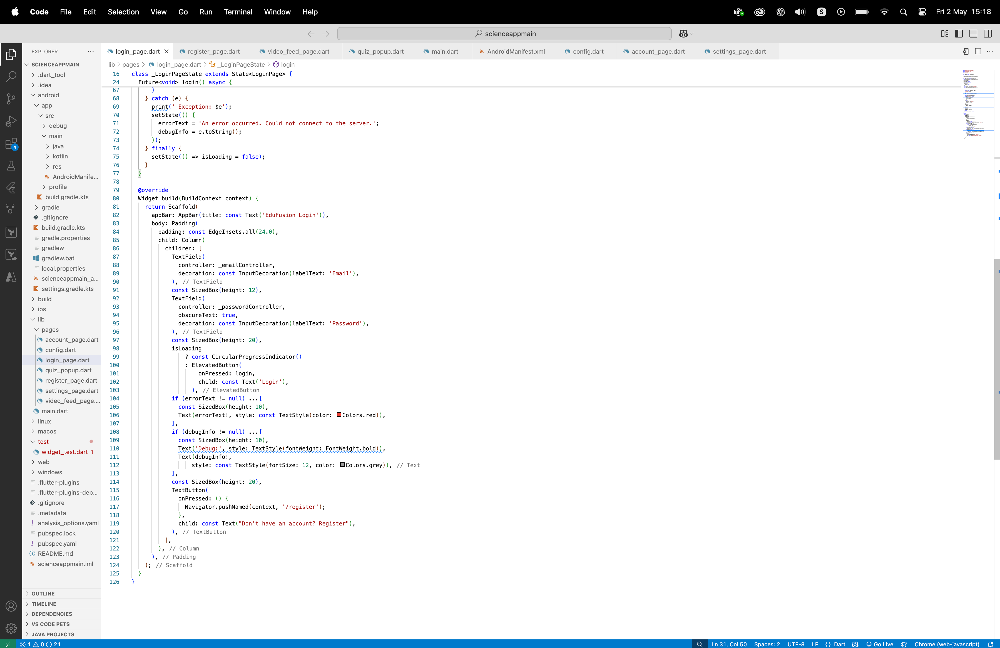 Code File Edit Selection View Go Run Terminal Window Help
S
Fri 2 May 15:18
scienceappmain
EXPLORER
login_page.dart
register_page.dart
video_feed_page.dart
quiz_popup.dart
main.dart
AndroidManifest.xml
config.dart
account_page.dart
settings_page.dart
lib > pages > login_page.dart > _LoginPageState > login
SCIENCEAPPMAIN
.dart_tool
.idea
android
app
src
debug
main
java
kotlin
res
AndroidManife...
profile
build.gradle.kts
gradle
.gitignore
build.gradle.kts
gradle.properties
gradlew
gradlew.bat
local.properties
scienceappmain_a...
settings.gradle.kts
build
ios
lib
pages
account_page.dart
config.dart
login_page.dart
quiz_popup.dart
register_page.dart
settings_page.dart
video_feed_page....
main.dart
linux
macos
test
widget_test.dart 1
web
windows
.flutter-plugins
.flutter-plugins-dep...
.gitignore
.metadata
analysis_options.yaml
pubspec.lock
pubspec.yaml
README.md
scienceappmain.iml
OUTLINE
TIMELINE
DEPENDENCIES
VS CODE PETS
JAVA PROJECTS
4
16 class _LoginPageState extends State<LoginPage> {
24 Future<void> login() async {
67 }
68 } catch (e) {
69 print(' Exception: $e');
70 setState(() {
71 errorText = 'An error occurred. Could not connect to the server.';
72 debugInfo = e.toString();
73 });
74 } finally {
75 setState(() => isLoading = false);
76 }
77 }
78
79 @override
80 Widget build(BuildContext context) {
81 return Scaffold(
82 appBar: AppBar(title: const Text('EduFusion Login')),
83 body: Padding(
84 padding: const EdgeInsets.all(24.0),
85 child: Column(
86 children: [
87 TextField(
88 controller: _emailController,
89 decoration: const InputDecoration(labelText: 'Email'),
90 ), // TextField
91 const SizedBox(height: 12),
92 TextField(
93 controller: _passwordController,
94 obscureText: true,
95 decoration: const InputDecoration(labelText: 'Password'),
96 ), // TextField
97 const SizedBox(height: 20),
98 isLoading
99 ? const CircularProgressIndicator()
100 : ElevatedButton(
101 onPressed: login,
102 child: const Text('Login'),
103 ), // ElevatedButton
104 if (errorText != null) ...[
105 const SizedBox(height: 10),
106 Text(errorText!, style: const TextStyle(color: Colors.red)),
107 ],
108 if (debugInfo != null) ...[
109 const SizedBox(height: 10),
110 Text('Debug:', style: TextStyle(fontWeight: FontWeight.bold)),
111 Text(debugInfo!,
112 style: const TextStyle(fontSize: 12, color: Colors.grey)), // Text
113 ],
114 const SizedBox(height: 20),
115 TextButton(
116 onPressed: () {
117 Navigator.pushNamed(context, '/register');
118 },
119 child: const Text("Don't have an account? Register"),
120 ), // TextButton
121 ],
122 ), // Column
123 ), // Padding
124 ); // Scaffold
125 }
126 }
1 0 21
Ln 31, Col 50 Spaces: 2 UTF-8 LF {} Dart Go Live Chrome (web-javascript)